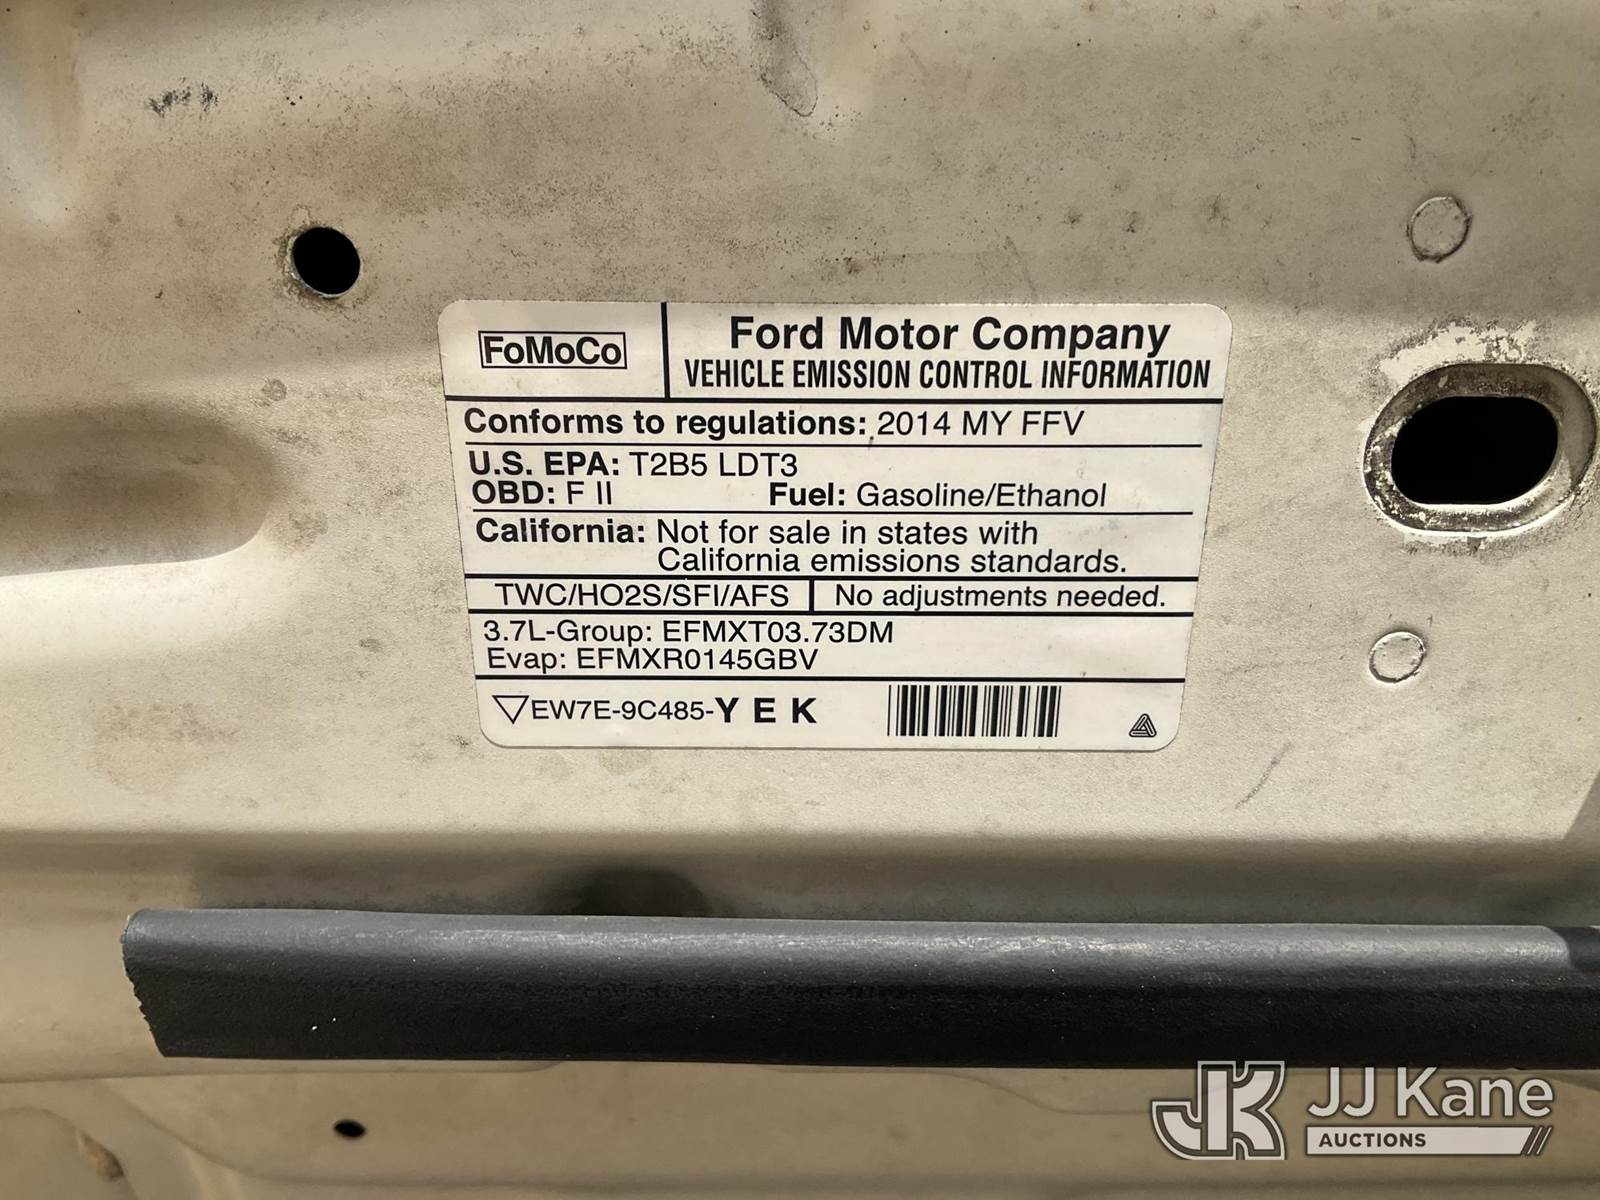 FoMoCo
Ford Motor Company
VEHICLE EMISSION CONTROL INFORMATION
Conforms to regulations: 2014 MY FFV
U.S. EPA: T2B5 LDT3
OBD: F II Fuel: Gasoline/Ethanol
California: Not for sale in states with
California emissions standards.
TWC/HO2S/SFI/AFS No adjustments needed.
3.7L-Group: EFMXT03.73DM
Evap: EFMXR0145GBV
EW7E-9C485-Y E K
JK JJ Kane
AUCTIONS